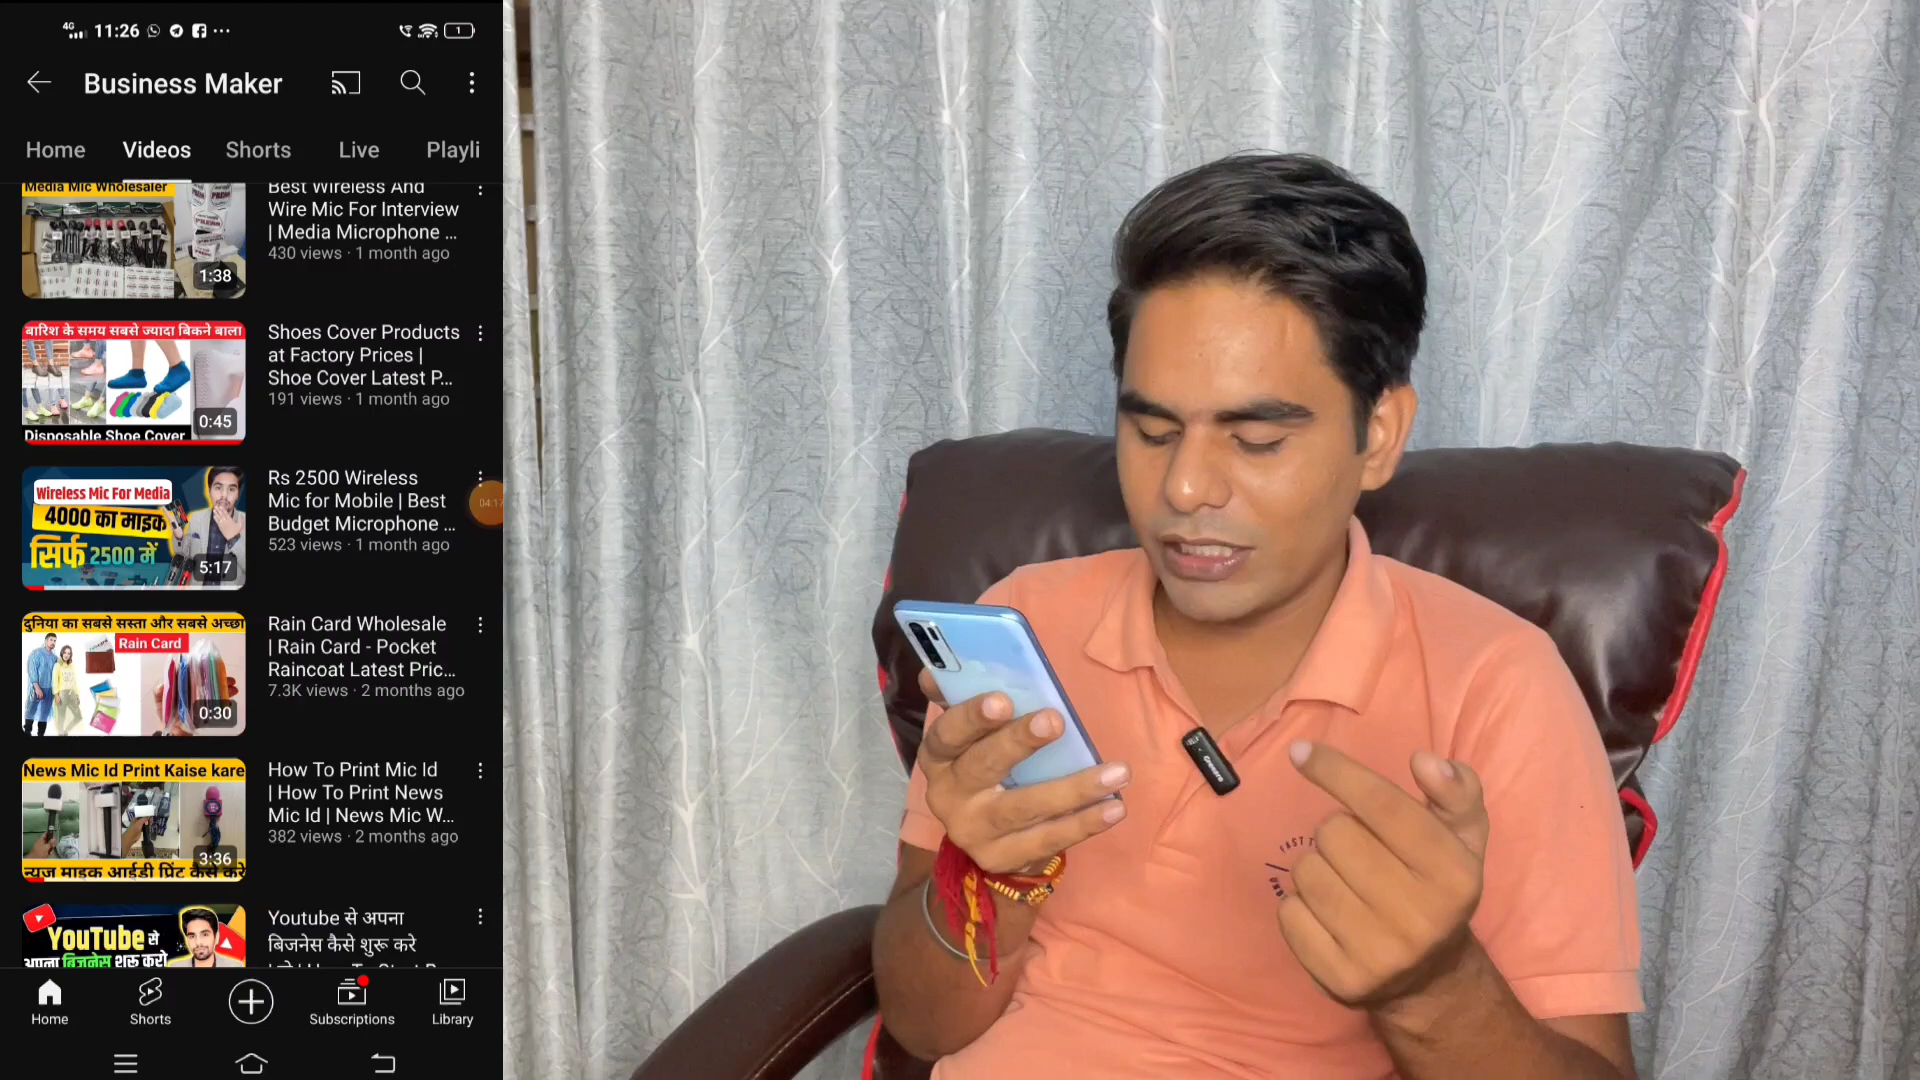 4G 11:26 ... 1
Business Maker
Home Videos Shorts Live Playli
Media Mic Wholesaler
1:38
Best Wireless And
Wire Mic For Interview
| Media Microphone ...
430 views · 1 month ago
बारिश के समय सबसे ज्यादा बिकने बाला
Disposable Shoe Cover
0:45
Shoes Cover Products
at Factory Prices |
Shoe Cover Latest P...
191 views · 1 month ago
Wireless Mic For Media
4000 का माइक
सिर्फ 2500 में
5:17
Rs 2500 Wireless
Mic for Mobile | Best
Budget Microphone ...
523 views · 1 month ago
04:17
दुनिया का सबसे सस्ता और सबसे अच्छा
Rain Card
0:30
Rain Card Wholesale
| Rain Card - Pocket
Raincoat Latest Pric...
7.3K views · 2 months ago
News Mic Id Print Kaise kare
3:36
न्यूज माइक आईडी प्रिंट कैसे करे
How To Print Mic Id
| How To Print News
Mic Id | News Mic W...
382 views · 2 months ago
YouTube से
अपना बिजनेस शुरू करो
Youtube से अपना
बिजनेस कैसे शुरू करे
Home Shorts Subscriptions Library